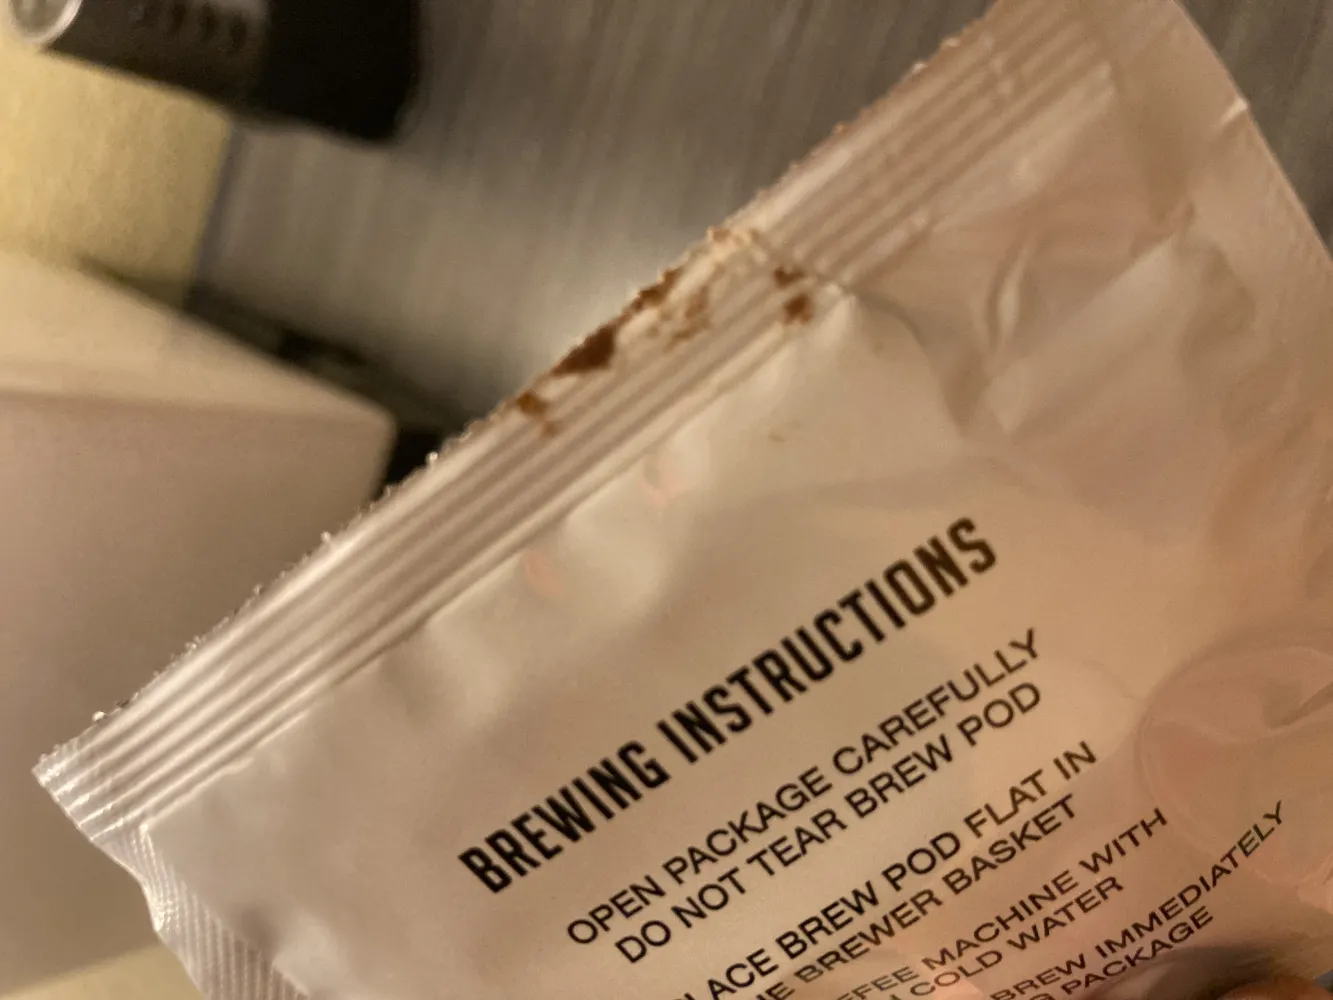 BREWING INSTRUCTIONS
OPEN PACKAGE CAREFULLY
DO NOT TEAR BREW POD
PLACE BREW POD FLAT IN
BREWER BASKET
MACHINE WITH
COLD WATER
BREW IMMEDIATELY
PACKAGE